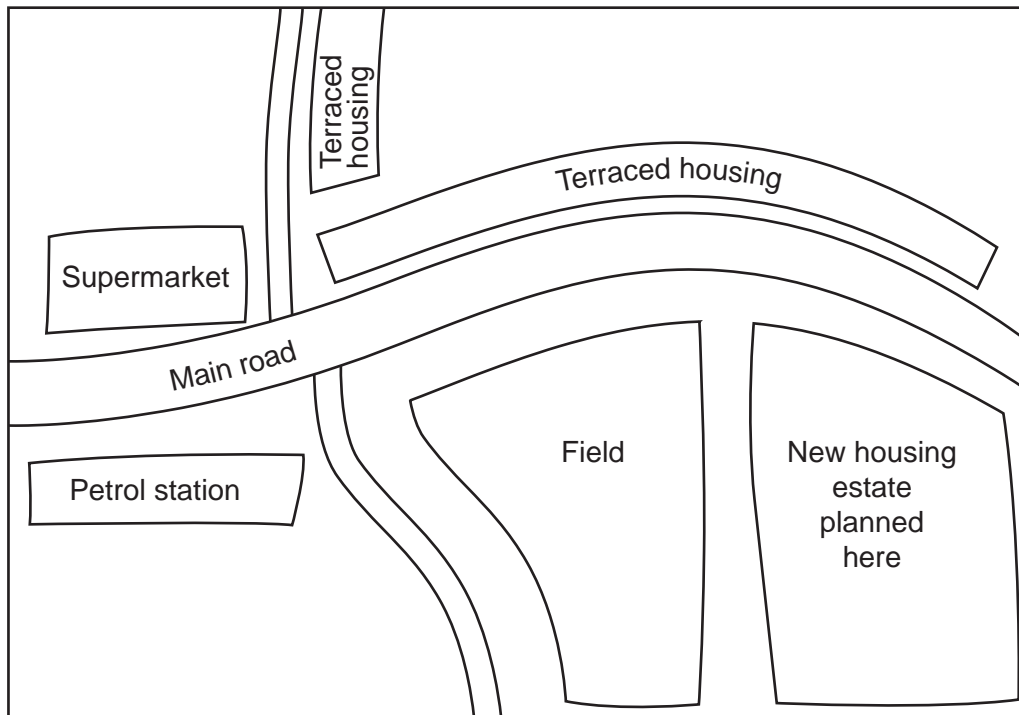 Terraced
housing
Terraced housing
Supermarket
Main road
Field
New housing
estate
planned
here
Petrol station